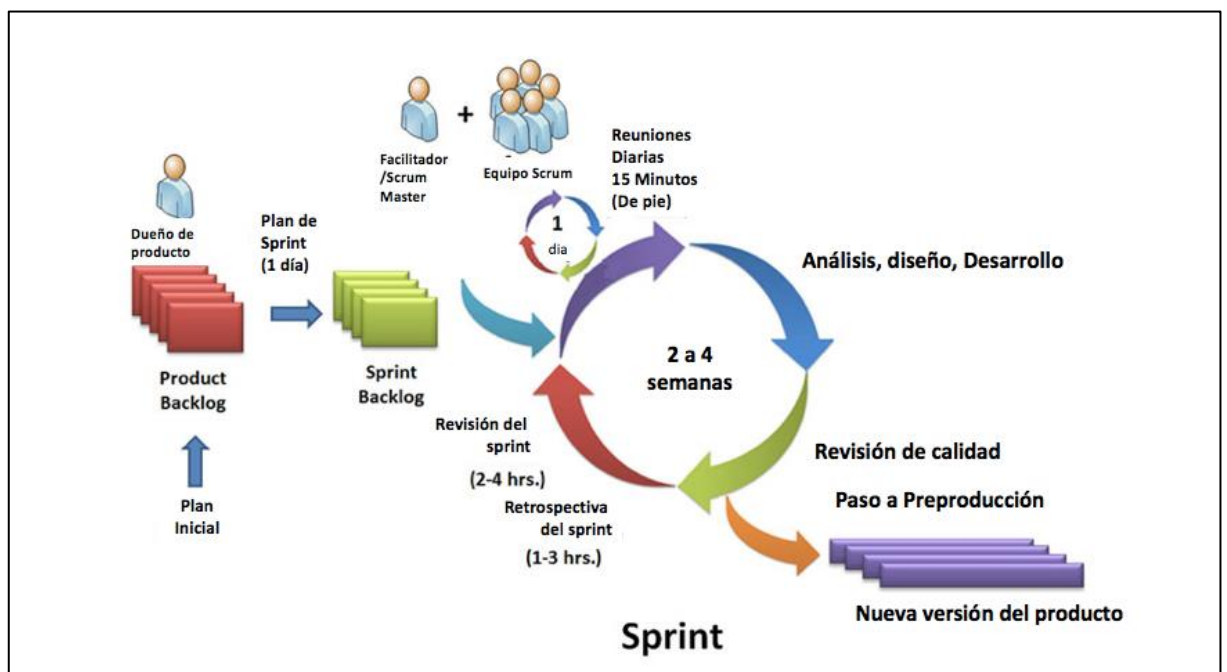 Facilitador
/Scrum
Master
+
Equipo Scrum
Reuniones
Diarias
15 Minutos
(De pie)
Dueño de
producto
Plan de
Sprint
(1 día)
1
dia
Análisis, diseño, Desarrollo
2 a 4
semanas
Product
Backlog
Sprint
Backlog
Plan
Inicial
Revisión del
sprint
(2-4 hrs.)
Retrospectiva
del sprint
(1-3 hrs.)
Revisión de calidad
Paso a Preproducción
Nueva versión del producto
Sprint